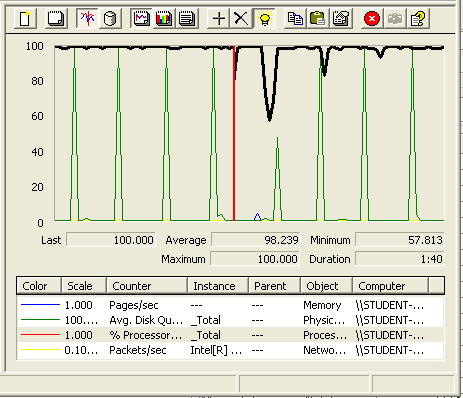 100
80
60
40
20
0
Last 100.000 Average 98.239 Minimum 57.813
Maximum 100.000 Duration 1:40
Color Scale Counter Instance Parent Object Computer
1.000 Pages/sec --- --- Memory \\STUDENT-...
100.... Avg. Disk Qu... _Total --- Physic... \\STUDENT-...
1.000 % Processor... _Total --- Proces... \\STUDENT-...
0.10... Packets/sec Intel[R] ... --- Netwo... \\STUDENT-...